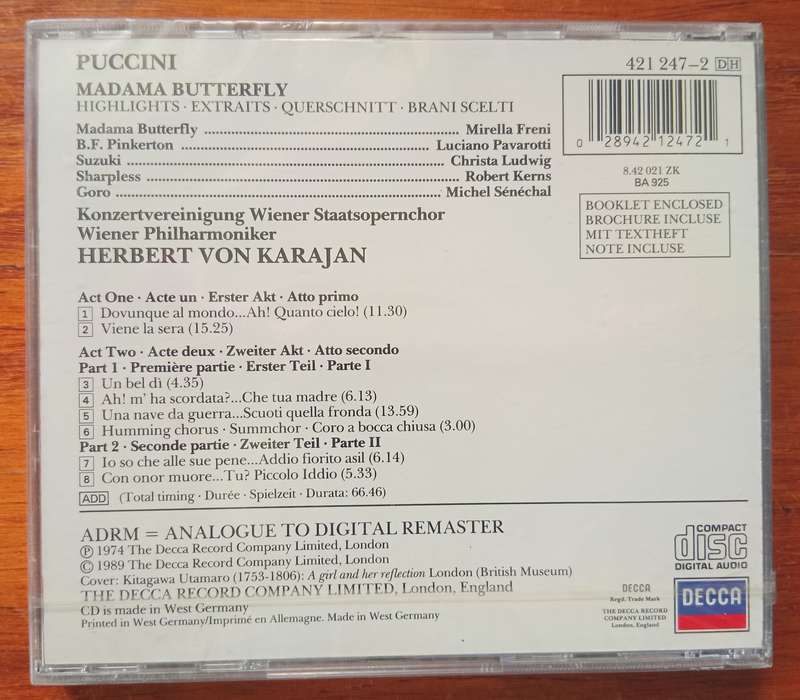 PUCCINI
421 247-2 DH
MADAMA BUTTERFLY
HIGHLIGHTS · EXTRAITS · QUERSCHNITT · BRANI SCELTI
Madama Butterfly ........ Mirella Freni
B.F. Pinkerton ........ Luciano Pavarotti
Suzuki ........ Christa Ludwig
Sharpless ........ Robert Kerns
Goro ........ Michel Sénéchal
0 28942 12472 1
8.42 021 ZK
BA 925
BOOKLET ENCLOSED
BROCHURE INCLUSE
MIT TEXTHEFT
NOTE INCLUSE
Konzertvereinigung Wiener Staatsopernchor
Wiener Philharmoniker
HERBERT VON KARAJAN
Act One · Acte un · Erster Akt · Atto primo
1 Dovunque al mondo...Ah! Quanto cielo! (11.30)
2 Viene la sera (15.25)
Act Two · Acte deux · Zweiter Akt · Atto secondo
Part 1 · Première partie · Erster Teil · Parte I
3 Un bel dì (4.35)
4 Ah! m' ha scordata?...Che tua madre (6.13)
5 Una nave da guerra...Scuoti quella fronda (13.59)
6 Humming chorus · Summchor · Coro a bocca chiusa (3.00)
Part 2 · Seconde partie · Zweiter Teil · Parte II
7 Io so che alle sue pene...Addio fiorito asil (6.14)
8 Con onor muore...Tu? Piccolo Iddio (5.33)
ADD (Total timing · Durée · Spielzeit · Durata: 66.46)
ADRM = ANALOGUE TO DIGITAL REMASTER
℗ 1974 The Decca Record Company Limited, London
© 1989 The Decca Record Company Limited, London
Cover: Kitagawa Utamaro (1753-1806): A girl and her reflection London (British Museum)
THE DECCA RECORD COMPANY LIMITED, London, England
CD is made in West Germany
Printed in West Germany/Imprimé en Allemagne. Made in West Germany
COMPACT
disc
DIGITAL AUDIO
DECCA
Regd. Trade Mark
THE DECCA RECORD
COMPANY LIMITED
London, England
DECCA